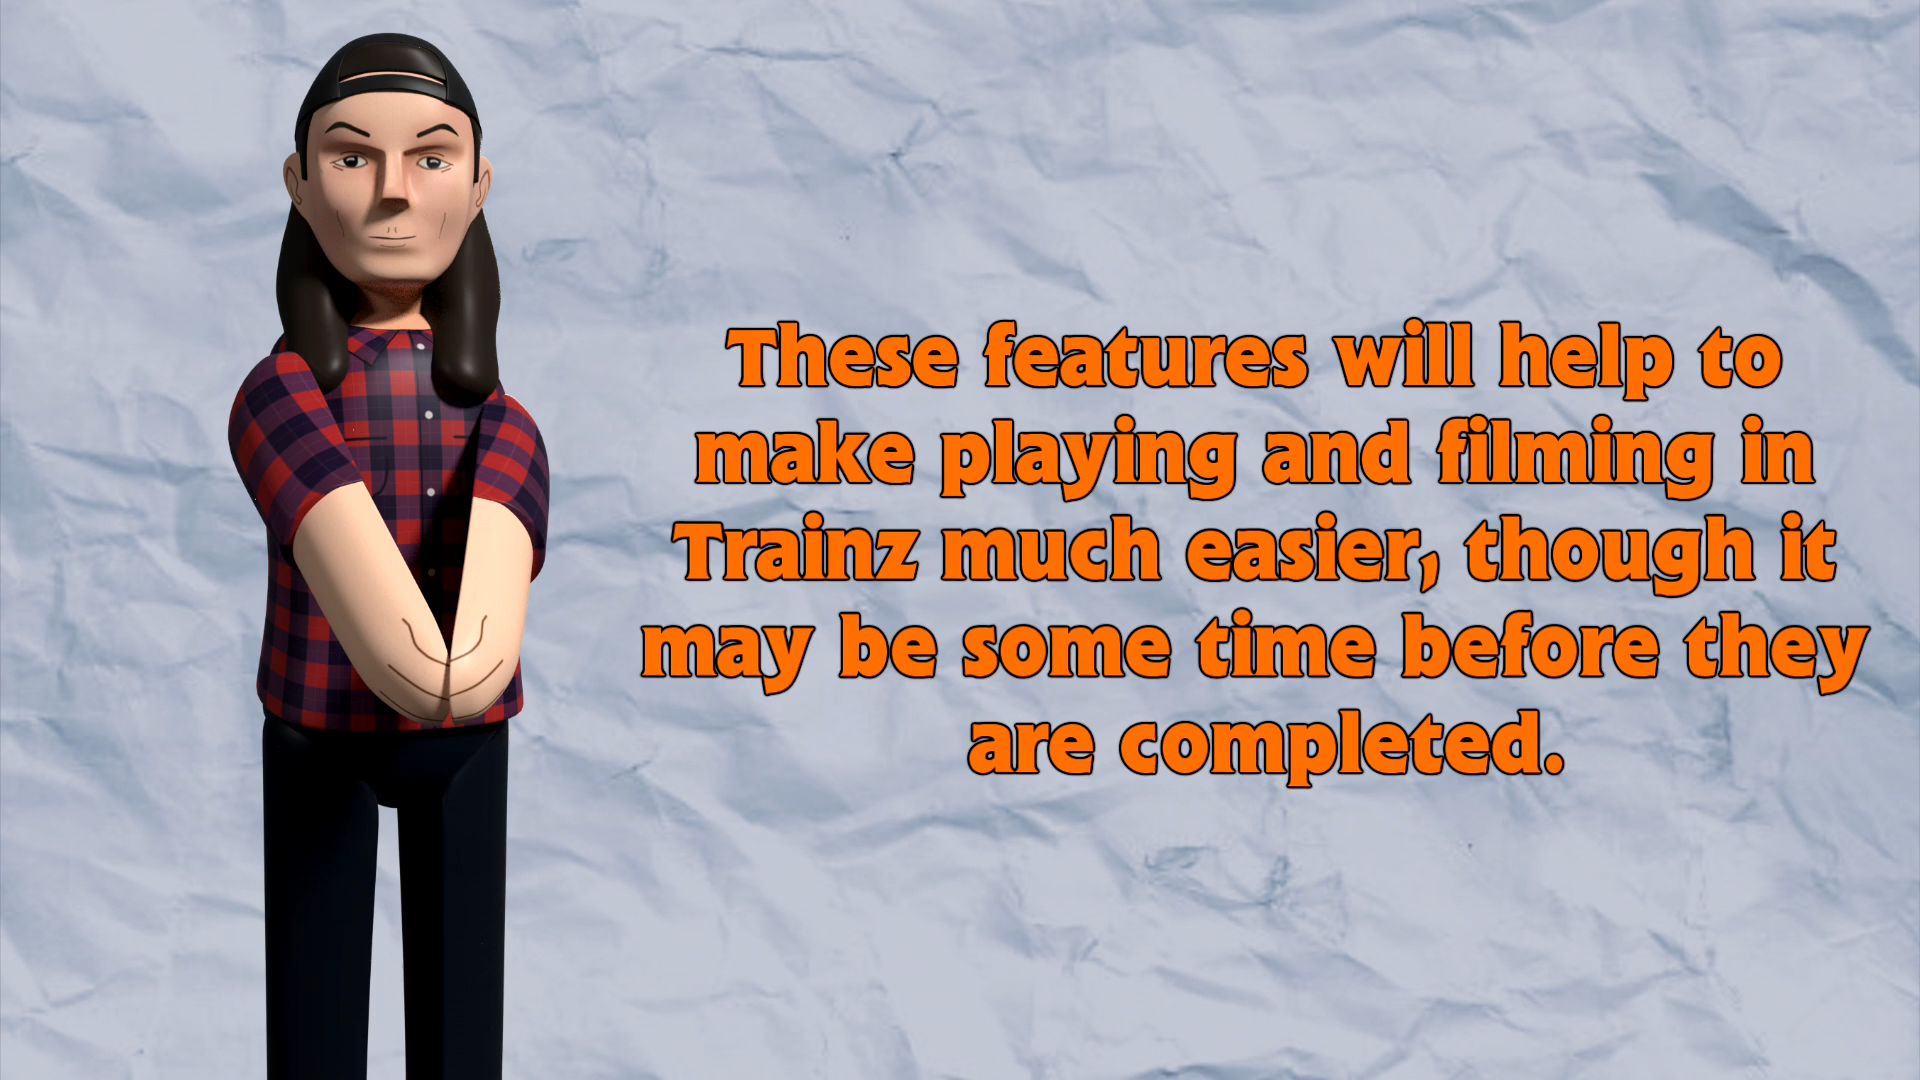 These features will help to
make playing and filming in
Trainz much easier, though it
may be some time before they
are completed.